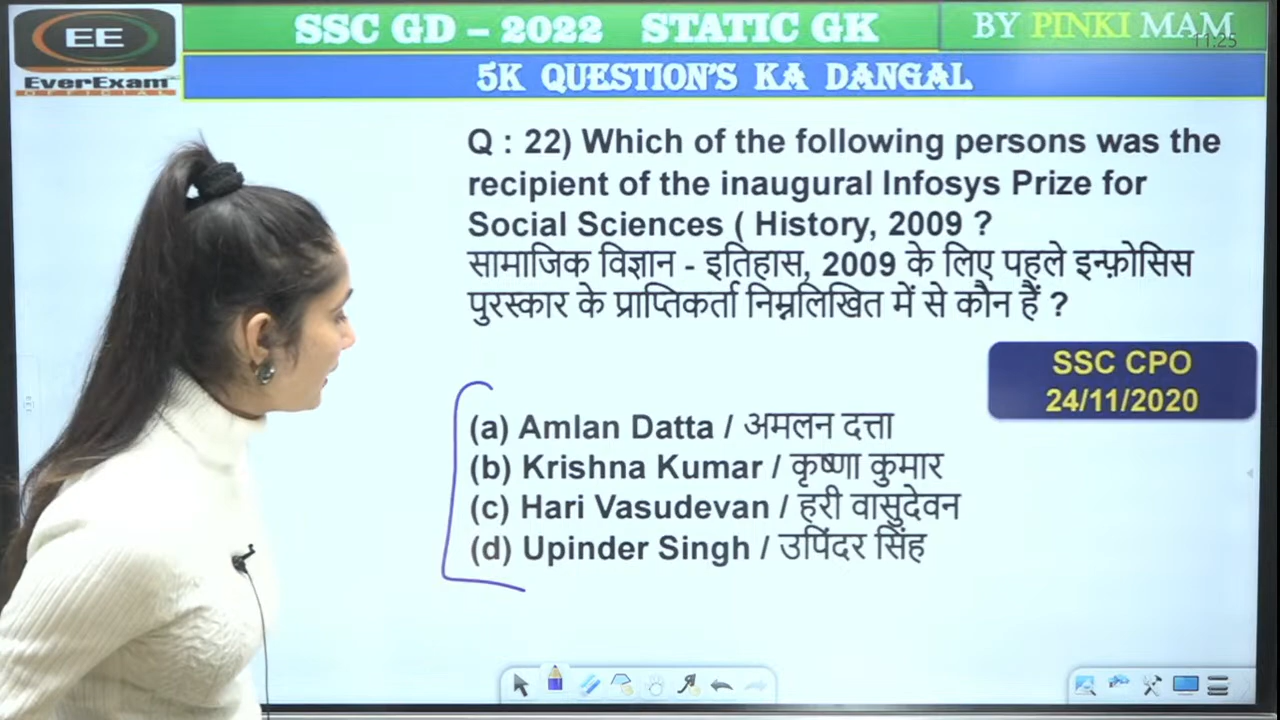 EE
EverExam
OFFICIAL
SSC GD – 2022 STATIC GK
BY PINKI MAM
11:25
5K QUESTION'S KA DANGAL
Q : 22) Which of the following persons was the
recipient of the inaugural Infosys Prize for
Social Sciences ( History, 2009 ?
सामाजिक विज्ञान - इतिहास, 2009 के लिए पहले इन्फ़ोसिस
पुरस्कार के प्राप्तिकर्ता निम्नलिखित में से कौन हैं ?
SSC CPO
24/11/2020
(a) Amlan Datta / अमलन दत्ता
(b) Krishna Kumar / कृष्णा कुमार
(c) Hari Vasudevan / हरी वासुदेवन
(d) Upinder Singh / उपिंदर सिंह